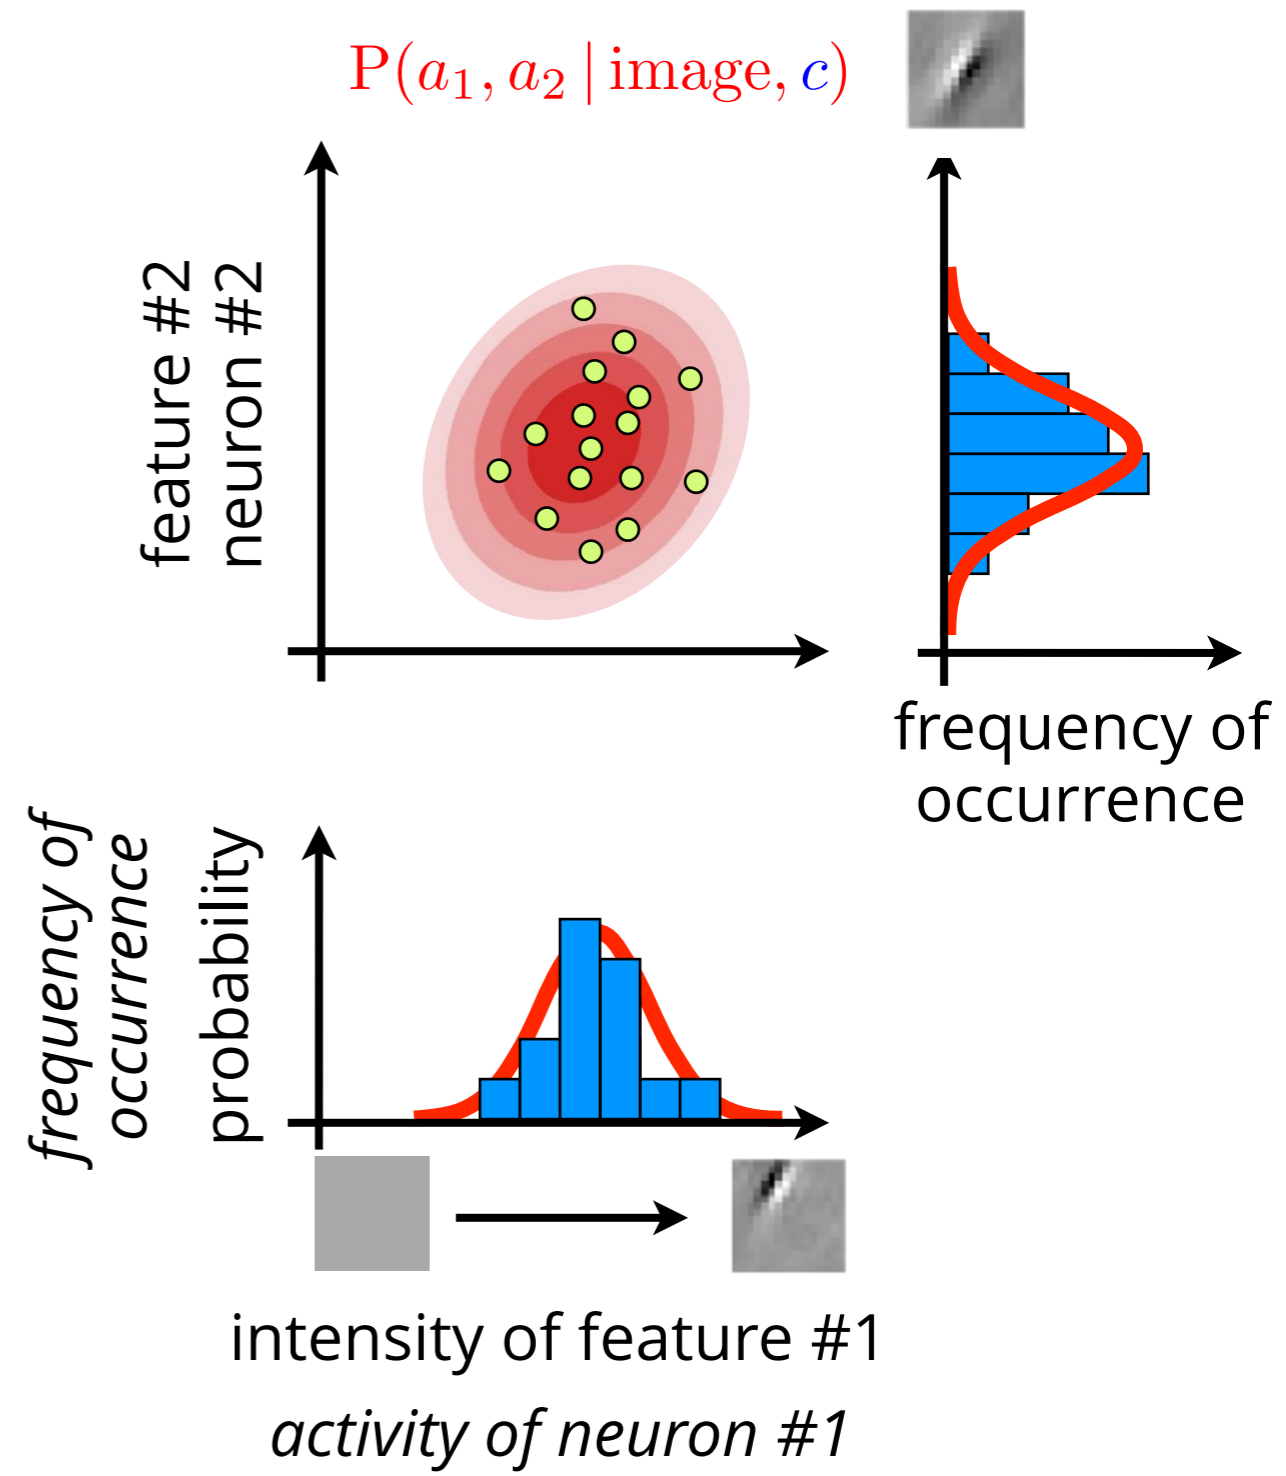 P(a₁, a₂ | image, c)
feature #2
neuron #2
frequency of
occurrence
frequency of
occurrence
probability
intensity of feature #1
activity of neuron #1